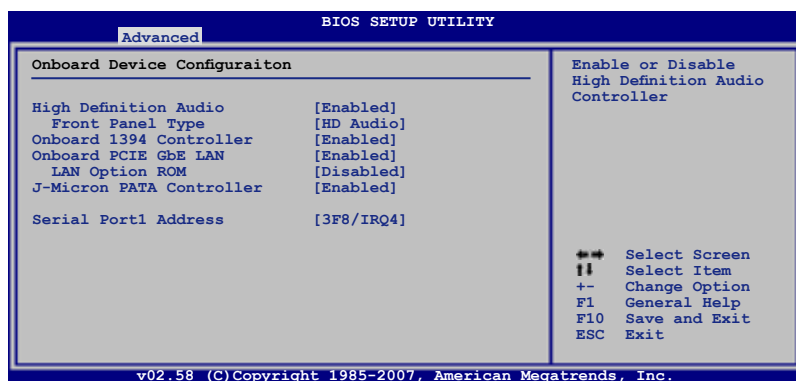 BIOS SETUP UTILITY
Advanced
Onboard Device Configuraiton
High Definition Audio [Enabled]
Front Panel Type [HD Audio]
Onboard 1394 Controller [Enabled]
Onboard PCIE GbE LAN [Enabled]
LAN Option ROM [Disabled]
J-Micron PATA Controller [Enabled]
Serial Port1 Address [3F8/IRQ4]
Enable or Disable
High Definition Audio
Controller
Select Screen
Select Item
+- Change Option
F1 General Help
F10 Save and Exit
ESC Exit
v02.58 (C)Copyright 1985-2007, American Megatrends, Inc.